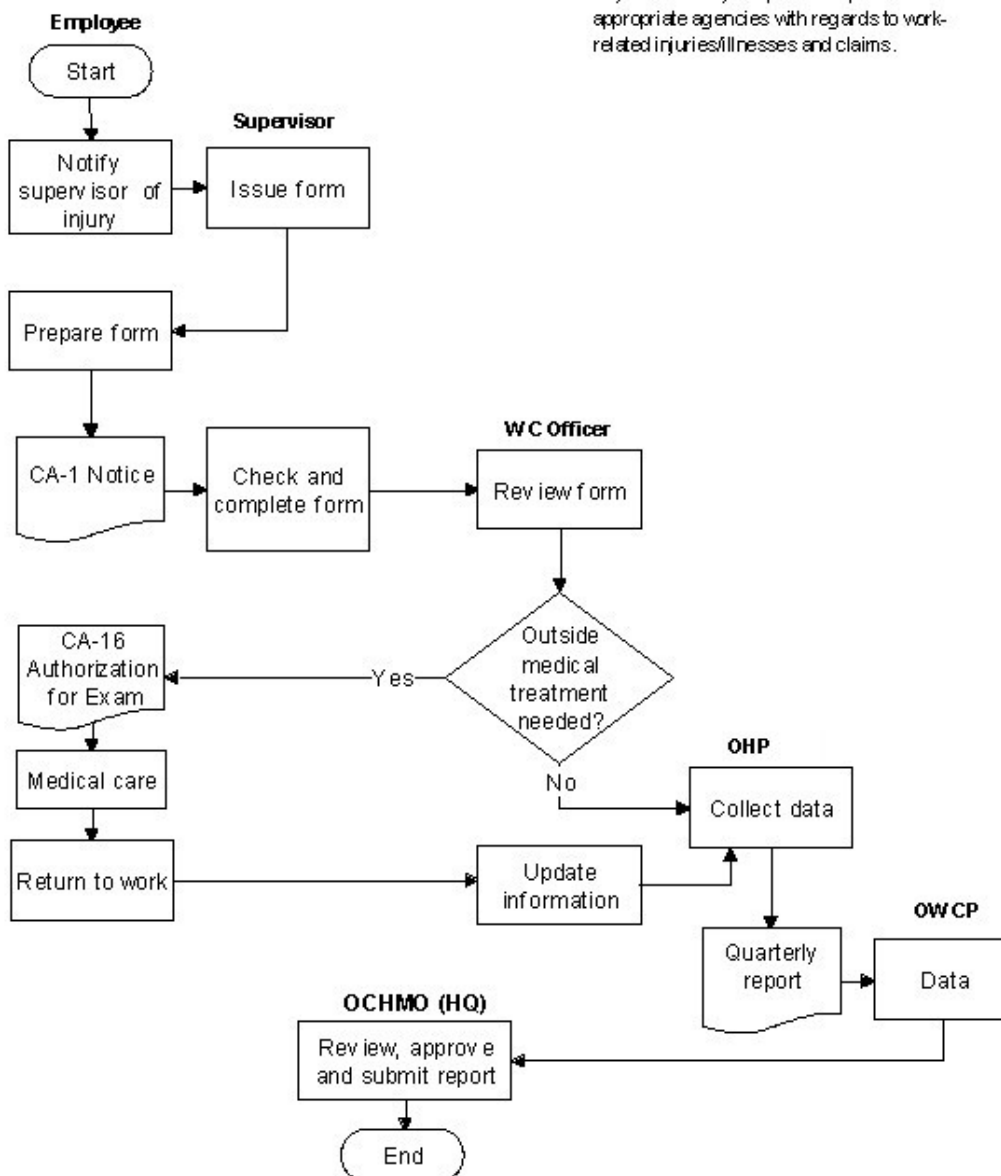 appropriate agencies with regards to work-
related injuries/illnesses and claims.
Employee
Start
Supervisor
Notify
supervisor of
injury
Issue form
Prepare form
WC Officer
CA-1 Notice
Check and
complete form
Review form
CA-16
Authorization
for Exam
Yes
Outside
medical
treatment
needed?
No
OHP
Medical care
Collect data
Return to work
Update
information
OWCP
Quarterly
report
Data
OCHMO (HQ)
Review, approve
and submit report
End